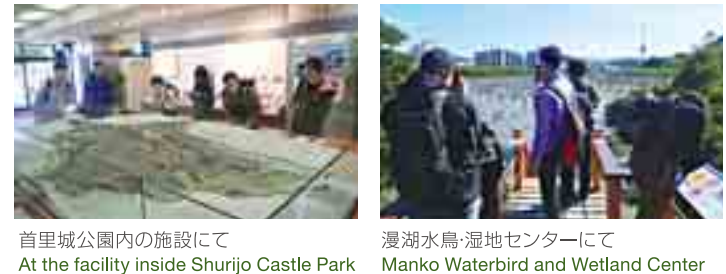 首里城公園内の施設にて
At the facility inside Shurijo Castle Park
漫湖水鳥·湿地センターにて
Manko Waterbird and Wetland Center